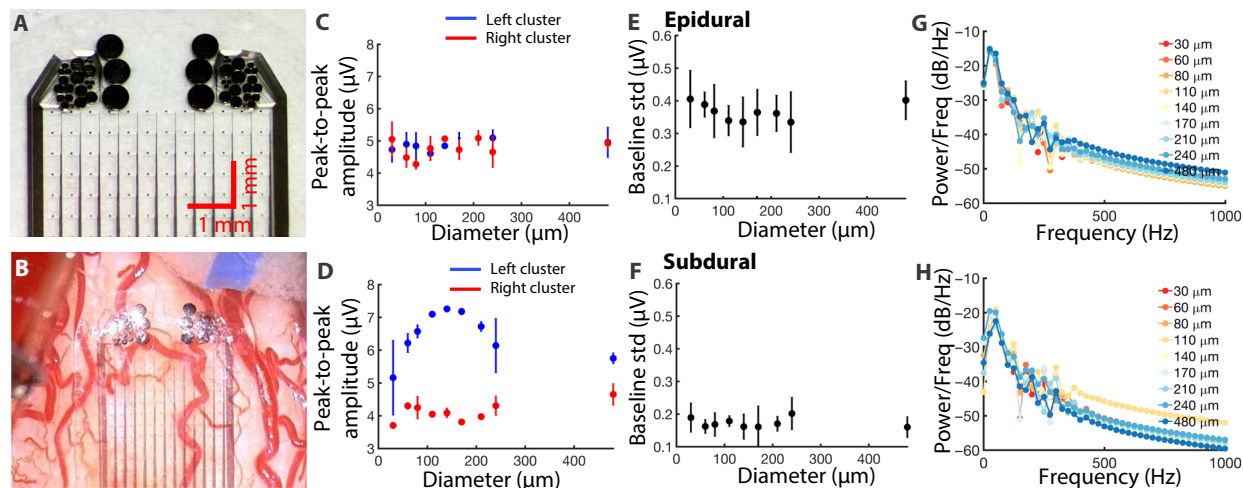 A
1 mm
1 mm
B
C
Left cluster
Right cluster
Peak-to-peak
amplitude (µV)
8
7
6
5
4
3
0
200
400
Diameter (µm)
D
Left cluster
Right cluster
Peak-to-peak
amplitude (µV)
8
7
6
5
4
3
0
200
400
Diameter (µm)
E
Epidural
Baseline std (µV)
0.6
0.5
0.4
0.3
0.2
0.1
0
200
400
Diameter (µm)
F
Subdural
Baseline std (µV)
0.6
0.5
0.4
0.3
0.2
0.1
0
200
400
Diameter (µm)
G
Power/Freq (dB/Hz)
−10
−20
−30
−40
−50
−60
0
500
1000
Frequency (Hz)
30 µm
60 µm
80 µm
110 µm
140 µm
170 µm
210 µm
240 µm
480 µm
H
Power/Freq (dB/Hz)
−10
−20
−30
−40
−50
−60
0
500
1000
Frequency (Hz)
30 µm
60 µm
80 µm
110 µm
140 µm
170 µm
210 µm
240 µm
480 µm